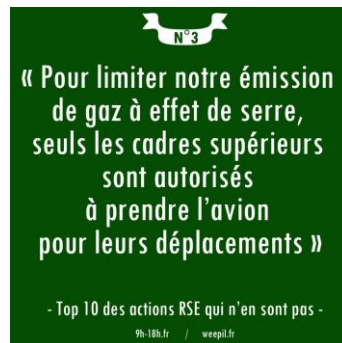 N°3
« Pour limiter notre émission
de gaz à effet de serre,
seuls les cadres supérieurs
sont autorisés
à prendre l'avion
pour leurs déplacements »
- Top 10 des actions RSE qui n'en sont pas -
9h-18h.fr / weepil.fr